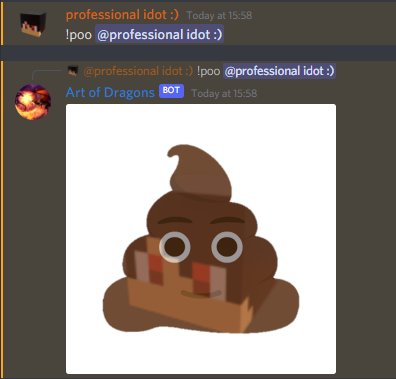 professional idot :) Today at 15:58
!poo @professional idot :)
@professional idot :) !poo @professional idot :)
Art of Dragons BOT Today at 15:58